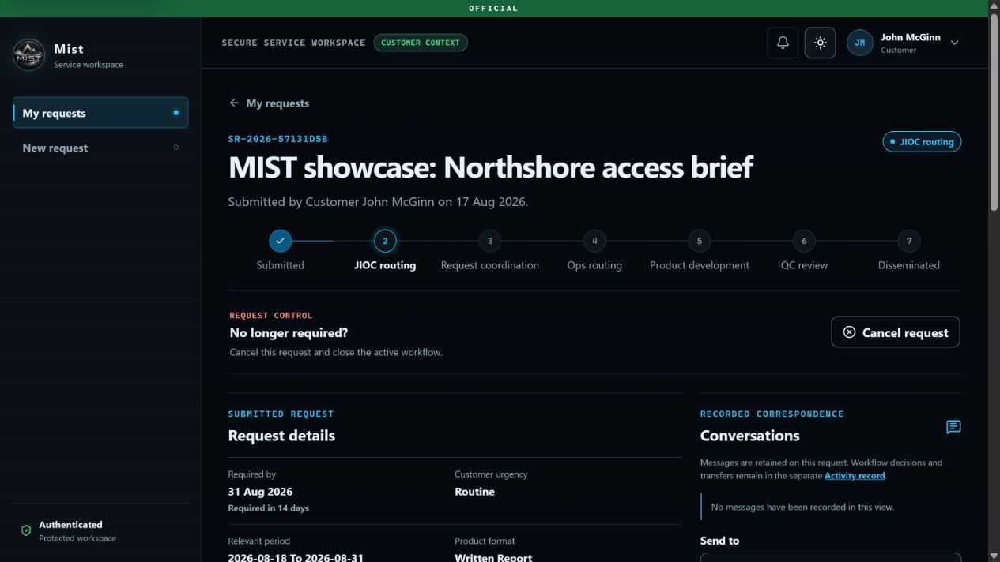 OFFICIAL
MIST
Mist
Service workspace
SECURE SERVICE WORKSPACE
CUSTOMER CONTEXT
JM
John McGinn
Customer
My requests
New request
← My requests
SR-2026-57131D5B
JIOC routing
MIST showcase: Northshore access brief
Submitted by Customer John McGinn on 17 Aug 2026.
2
3
4
5
6
7
Submitted
JIOC routing
Request coordination
Ops routing
Product development
QC review
Disseminated
REQUEST CONTROL
No longer required?
Cancel this request and close the active workflow.
Cancel request
SUBMITTED REQUEST
Request details
Required by
31 Aug 2026
Required in 14 days
Customer urgency
Routine
Relevant period
2026-08-18 To 2026-08-31
Product format
Written Report
RECORDED CORRESPONDENCE
Conversations
Messages are retained on this request. Workflow decisions and
transfers remain in the separate Activity record.
No messages have been recorded in this view.
Send to
Authenticated
Protected workspace